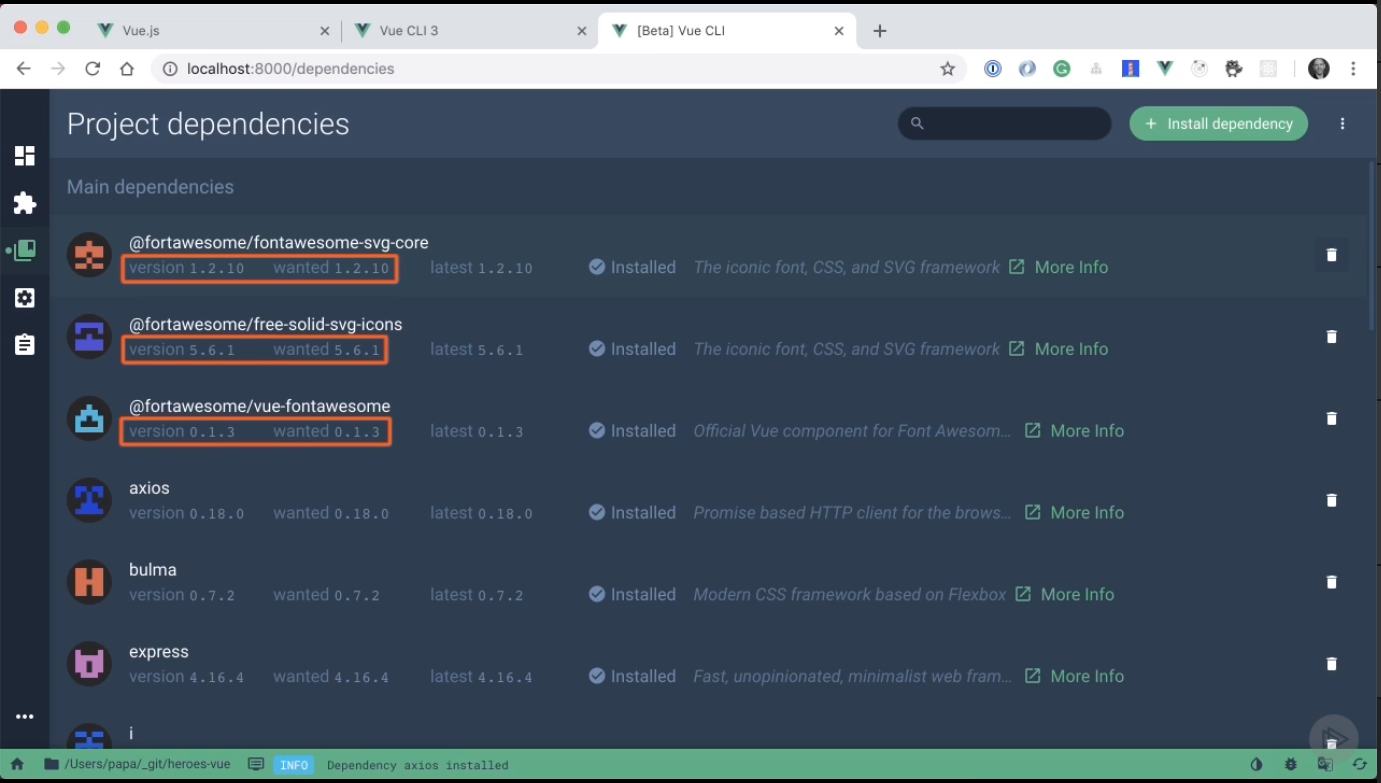 Vue.js
Vue CLI 3
[Beta] Vue CLI
localhost:8000/dependencies
Project dependencies
+ Install dependency
Main dependencies
@fortawesome/fontawesome-svg-core
version 1.2.10 wanted 1.2.10 latest 1.2.10 Installed The iconic font, CSS, and SVG framework More Info
@fortawesome/free-solid-svg-icons
version 5.6.1 wanted 5.6.1 latest 5.6.1 Installed The iconic font, CSS, and SVG framework More Info
@fortawesome/vue-fontawesome
version 0.1.3 wanted 0.1.3 latest 0.1.3 Installed Official Vue component for Font Awesom... More Info
axios
version 0.18.0 wanted 0.18.0 latest 0.18.0 Installed Promise based HTTP client for the brows... More Info
bulma
version 0.7.2 wanted 0.7.2 latest 0.7.2 Installed Modern CSS framework based on Flexbox More Info
express
version 4.16.4 wanted 4.16.4 latest 4.16.4 Installed Fast, unopinionated, minimalist web fram... More Info
i
/Users/papa/_git/heroes-vue INFO Dependency axios installed